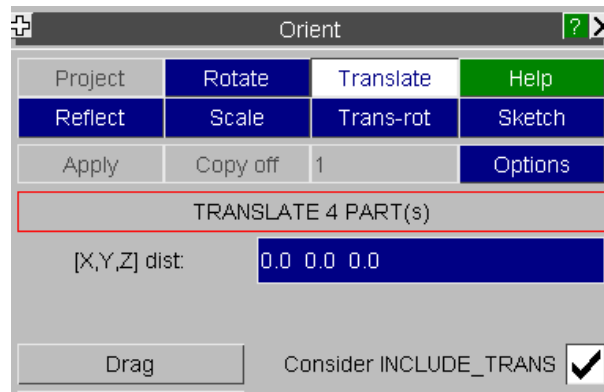 Orient ? X
Project Rotate Translate Help
Reflect Scale Trans-rot Sketch
Apply Copy off 1 Options
TRANSLATE 4 PART(s)
[X,Y,Z] dist: 0.0 0.0 0.0
Drag Consider INCLUDE_TRANS